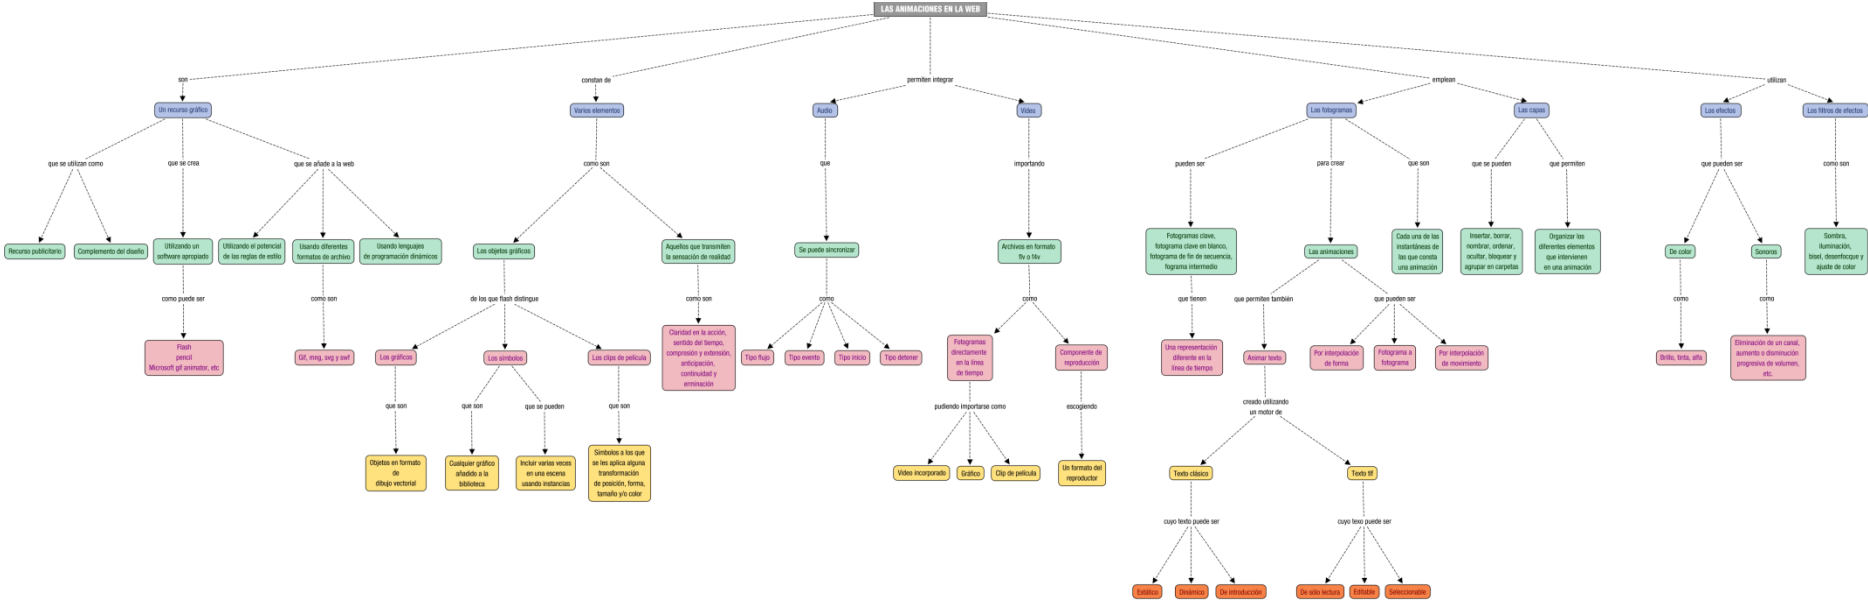 LAS ANIMACIONES EN LA WEB
son
constan de
permiten integrar
emplean
utilizan
Un recurso gráfico
Varios elementos
Audio
Video
Los fotogramas
Las capas
Los efectos
Los filtros de efectos
que se utilizan como
que se crea
que se añade a la web
como son
que
importando
pueden ser
para crear
que son
que se pueden
que permiten
que pueden ser
como son
Recurso publicitario
Complemento del diseño
Utilizando un
software apropiado
Utilizando el potencial
de las reglas de estilo
Usando diferentes
formatos de archivo
Usando lenguajes
de programación dinámicos
Los objetos gráficos
Aquellos que transmiten
la sensación de realidad
Se puede sincronizar
Archivos en formato
flv o f4v
Fotogramas clave,
fotograma clave en blanco,
fotograma de fin de secuencia,
fograma intermedio
Las animaciones
Cada una de las
instantáneas de
las que consta
una animación
Insertar, borrar,
nombrar, ordenar,
ocultar, bloquear y
agrupar en carpetas
Organizar los
diferentes elementos
que intervienen
en una animación
De color
Sonoros
Sombra,
iluminación,
bisel, desenfocque y
ajuste de color
como puede ser
como son
de los que flash distingue
como son
como
como
que tienen
que permiten también
que pueden ser
como
como
Flash
pencil
Microsoft gif animator, etc
Gif, mng, svg y swf
Los gráficos
Los símbolos
Los clips de película
Claridad en la acción,
sentido del tiempo,
compresión y extensión,
anticipación,
continuidad y
erminación
Tipo flujo
Tipo evento
Tipo inicio
Tipo detener
Fotogramas
directamente
en la línea
de tiempo
Componente de
reproducción
Una representación
diferente en la
línea de tiempo
Animar texto
Por interpolación
de forma
Fotograma a
fotograma
Por interpolación
de movimiento
Brillo, tinta, alfa
Eliminación de un canal,
aumento o disminución
progresiva de volumen,
etc.
que son
que son
que se pueden
que son
pudiendo importarse como
escogiendo
creado utilizando
un motor de
Objetos en formato
de
dibujo vectorial
Cualquier gráfico
añadido a la
biblioteca
Incluir varias veces
en una escena
usando instancias
Símbolos a los que
se les aplica alguna
transformación
de posición, forma,
tamaño y/o color
Video incorporado
Gráfico
Clip de película
Un formato del
reproductor
Texto clásico
Texto tlf
cuyo texto puede ser
cuyo texo puede ser
Estático
Dinámico
De introducción
De sólo lectura
Editable
Seleccionable